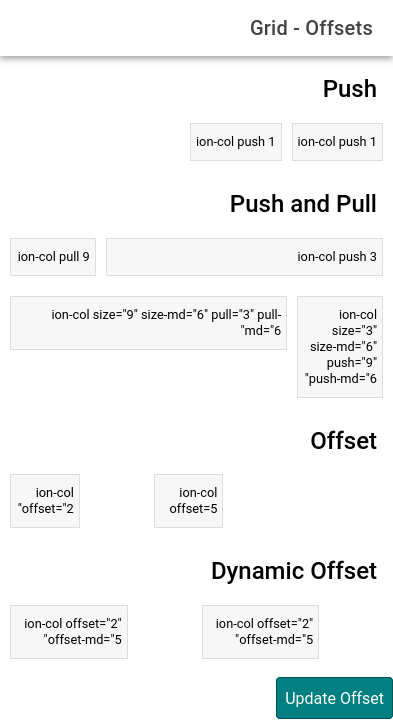 Grid - Offsets
Push
ion-col push 1
ion-col push 1
Push and Pull
ion-col pull 9
ion-col push 3
ion-col size="9" size-md="6" pull="3" pull-
"md="6
ion-col
size="3"
size-md="6"
push="9"
"push-md="6
Offset
ion-col
"offset="2
ion-col
offset=5
Dynamic Offset
ion-col offset="2"
"offset-md="5
ion-col offset="2"
"offset-md="5
Update Offset